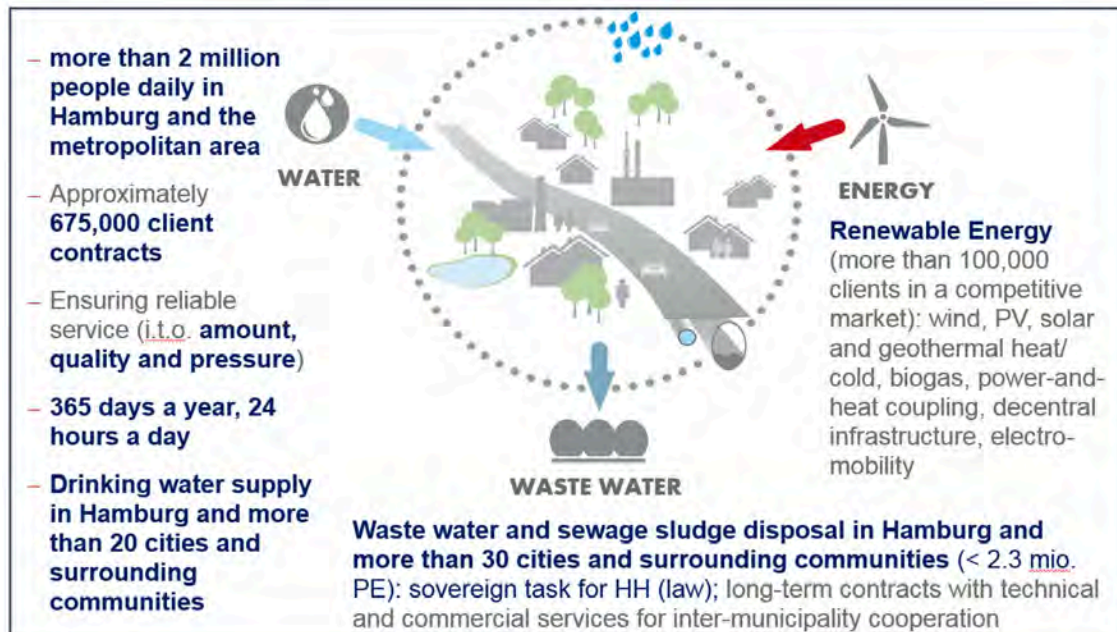 – more than 2 million
people daily in
Hamburg and the
metropolitan area
– Approximately
675,000 client
contracts
– Ensuring reliable
service (i.t.o. amount,
quality and pressure)
– 365 days a year, 24
hours a day
– Drinking water supply
in Hamburg and more
than 20 cities and
surrounding
communities
WATER
ENERGY
Renewable Energy
(more than 100,000
clients in a competitive
market): wind, PV, solar
and geothermal heat/
cold, biogas, power-and-
heat coupling, decentral
infrastructure, electro-
mobility
WASTE WATER
Waste water and sewage sludge disposal in Hamburg and
more than 30 cities and surrounding communities (< 2.3 mio.
PE): sovereign task for HH (law); long-term contracts with technical
and commercial services for inter-municipality cooperation